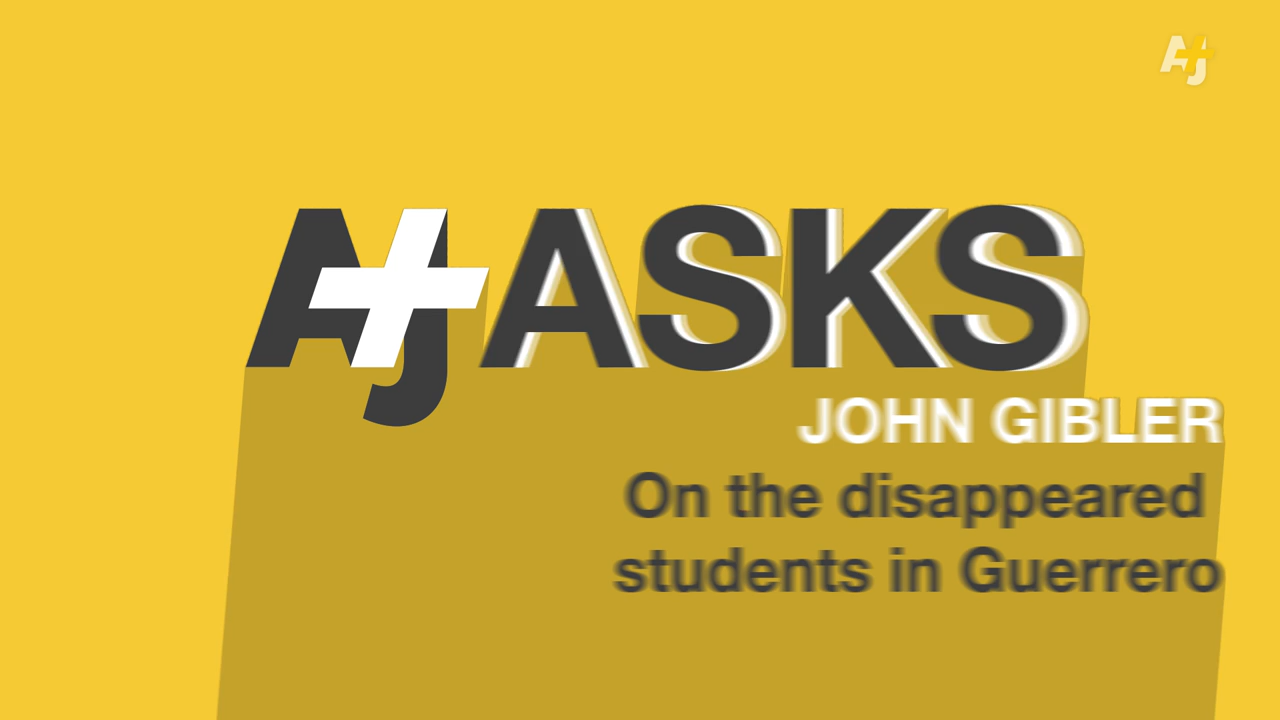 AJ+
AJ+ ASKS
JOHN GIBLER
On the disappeared
students in Guerrero